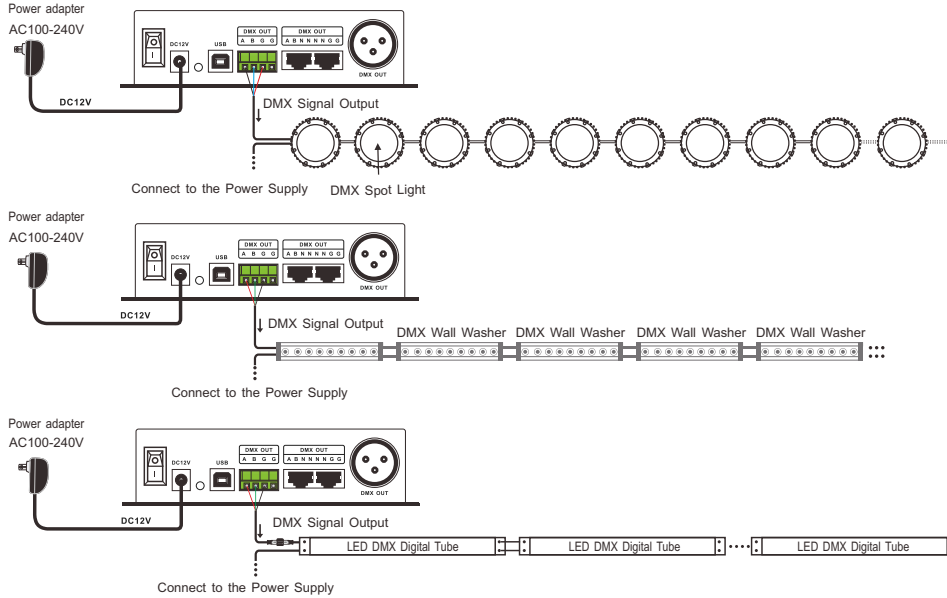 Power adapter
AC100-240V
DC12V
DC12V
USB
DMX OUT
A B G G
DMX OUT
A B N N N N G G
DMX OUT
DMX Signal Output
Connect to the Power Supply
DMX Spot Light
Power adapter
AC100-240V
DC12V
DC12V
USB
DMX OUT
A B G G
DMX OUT
A B N N N N G G
DMX OUT
DMX Signal Output
DMX Wall Washer
DMX Wall Washer
DMX Wall Washer
DMX Wall Washer
Connect to the Power Supply
Power adapter
AC100-240V
DC12V
DC12V
USB
DMX OUT
A B G G
DMX OUT
A B N N N N G G
DMX OUT
DMX Signal Output
LED DMX Digital Tube
LED DMX Digital Tube
LED DMX Digital Tube
Connect to the Power Supply